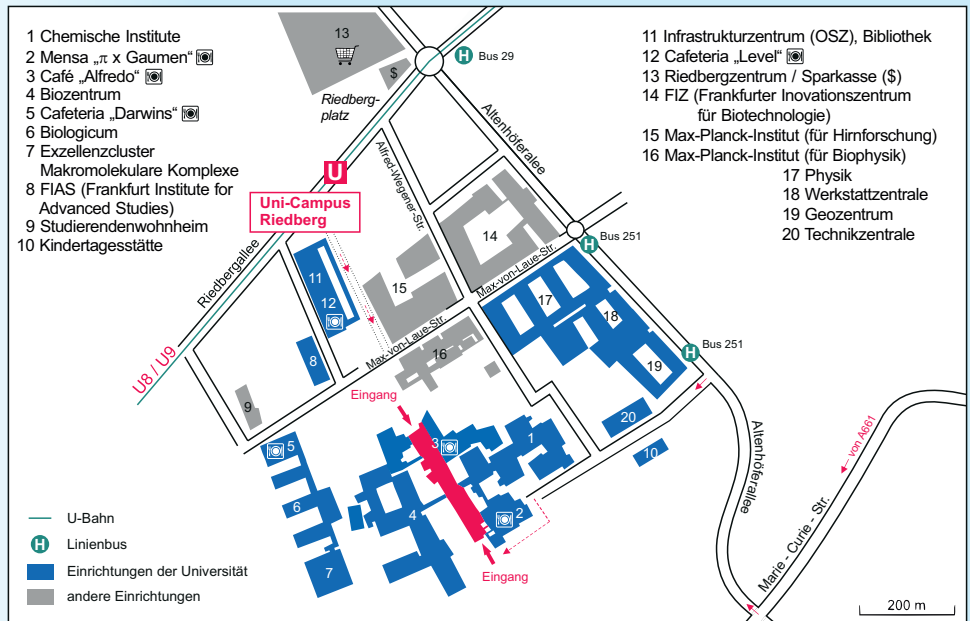 1 Chemische Institute
2 Mensa „π x Gaumen“
3 Café „Alfredo“
4 Biozentrum
5 Cafeteria „Darwins“
6 Biologicum
7 Exzellenzcluster
Makromolekulare Komplexe
8 FIAS (Frankfurt Institute for
Advanced Studies)
9 Studierendenwohnheim
10 Kindertagesstätte
11 Infrastrukturzentrum (OSZ), Bibliothek
12 Cafeteria „Level“
13 Riedbergzentrum / Sparkasse ($)
14 FIZ (Frankfurter Inovationszentrum
für Biotechnologie)
15 Max-Planck-Institut (für Hirnforschung)
16 Max-Planck-Institut (für Biophysik)
17 Physik
18 Werkstattzentrale
19 Geozentrum
20 Technikzentrale
13
$
H Bus 29
Riedberg-
platz
Altenhöferalee
Alfred-Wegener-Str.
U
Uni-Campus
Riedberg
Riedbergallee
14
Bus 251
H
Max-von-Laue-Str.
11
12
15
17
18
Max-von-Laue-Str.
16
H Bus 251
19
8
U8 / U9
9
Eingang
20
10
5
3
1
6
4
2
7
Eingang
Altenhöferallee
von A661
Marie - Curie - Str.
U-Bahn
H Linienbus
Einrichtungen der Universität
andere Einrichtungen
200 m